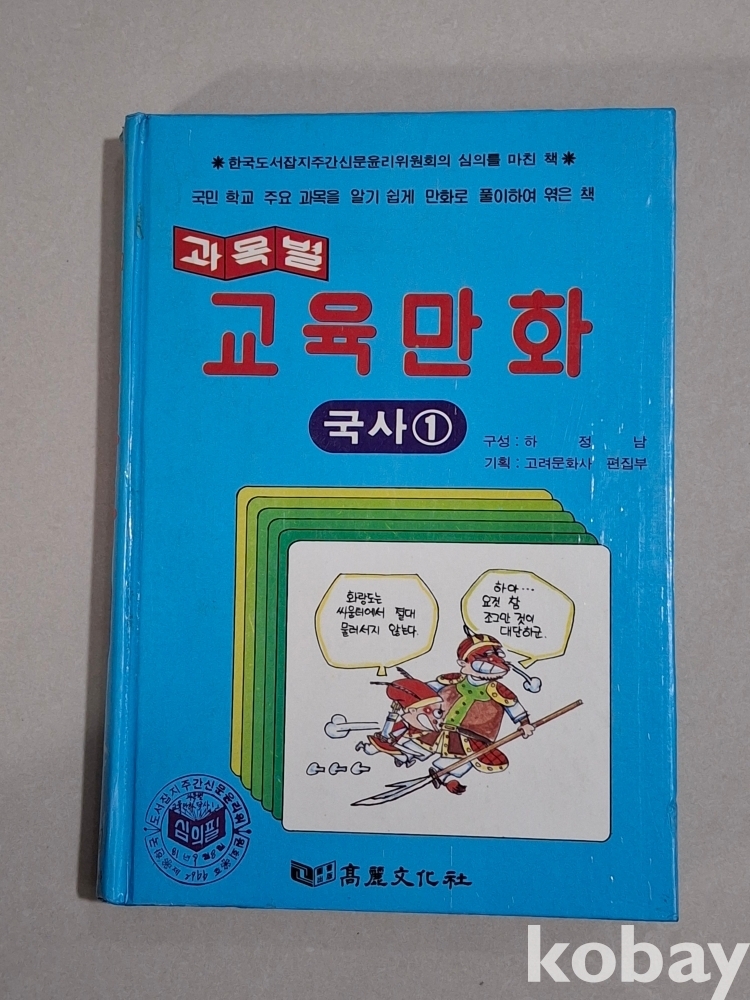 ✷한국도서잡지주간신문윤리위원회의 심의를 마친 책✷
국민 학교 주요 과목을 알기 쉽게 만화로 풀이하여 엮은 책
과목별
교육만화
국사①
구성 : 하 정 남
기획 : 고려문화사 편집부
화랑도는
싸움터에서 절대
물러서지 않는다.
하아…
요것 참
조그만 것이
대단하군.
심의필
高麗文化社
kobay